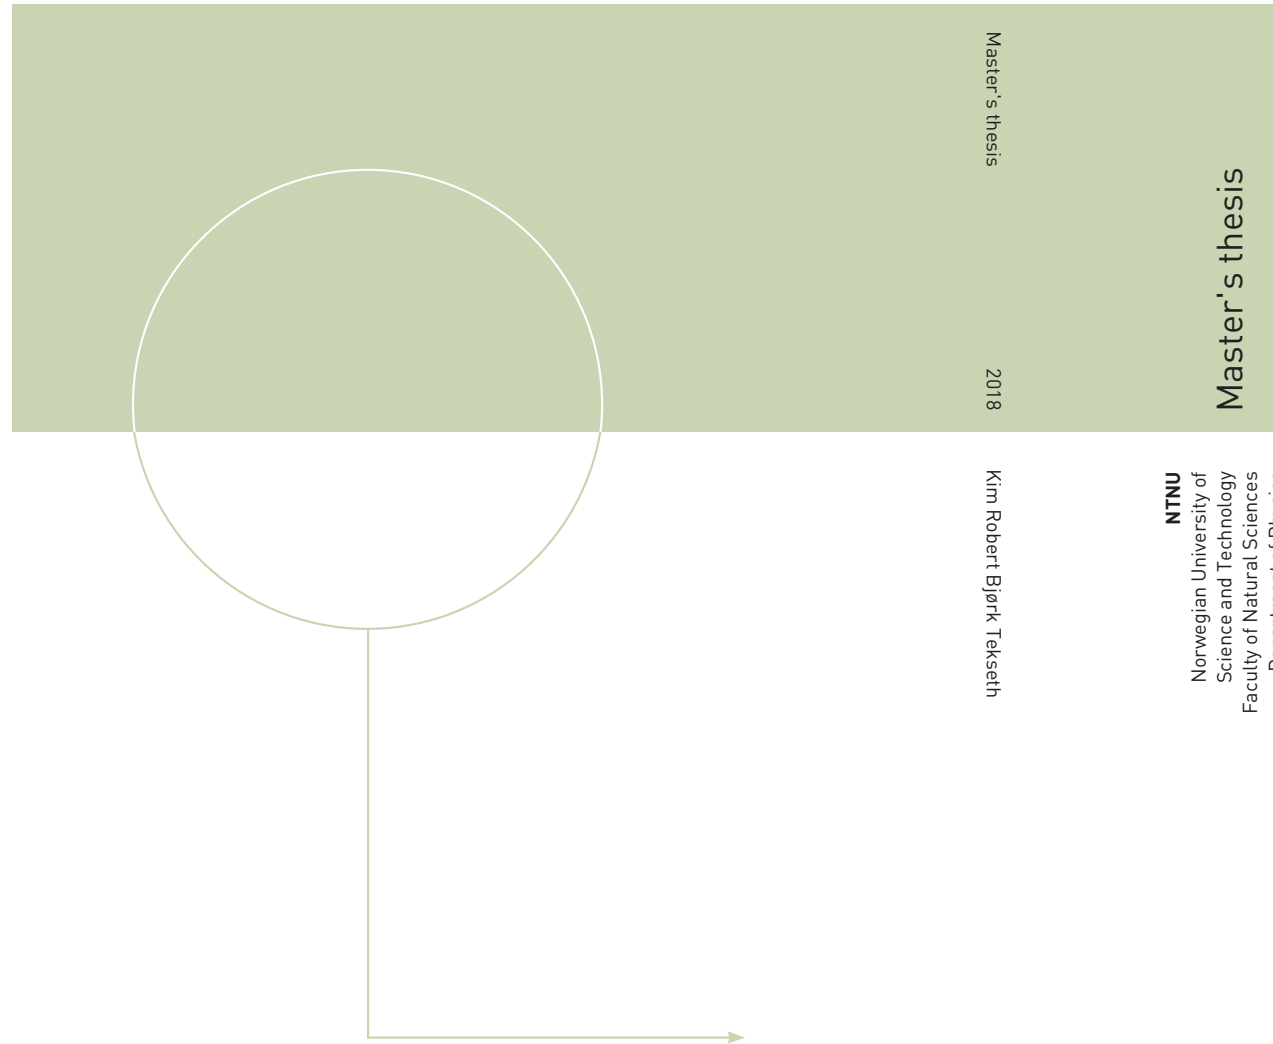 Master's thesis
2018
Kim Robert Bjørk Tekseth
Master's thesis
NTNU
Norwegian University of
Science and Technology
Faculty of Natural Sciences